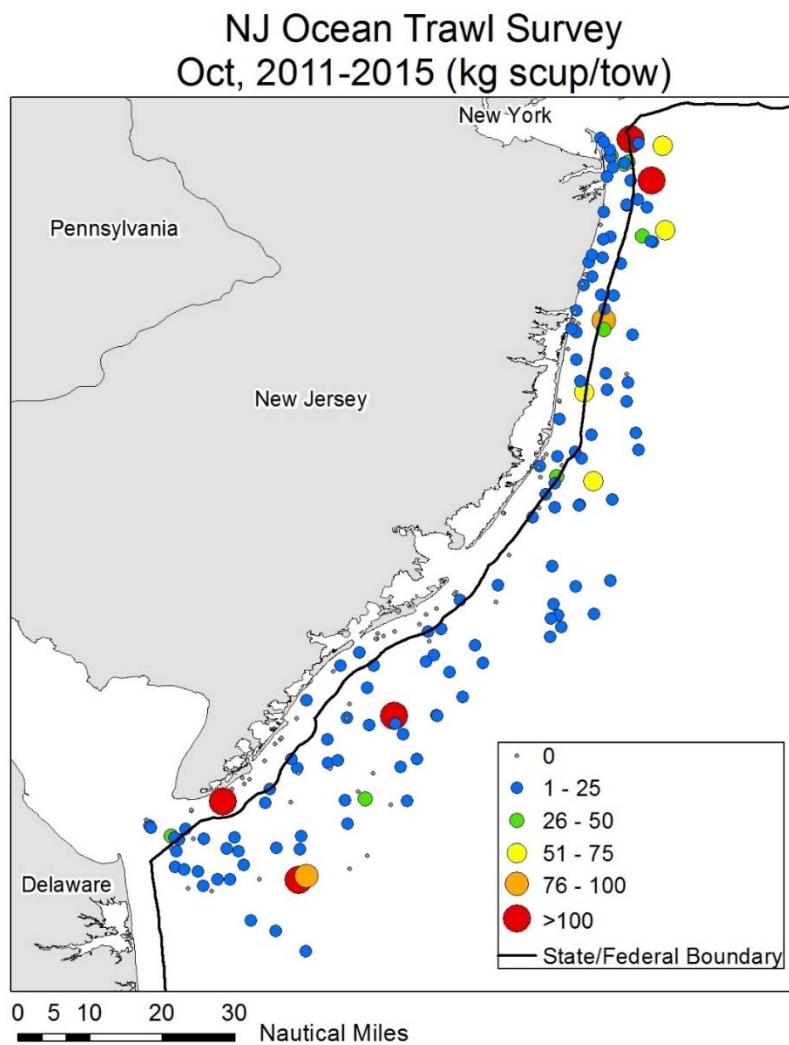 NJ Ocean Trawl Survey
Oct, 2011-2015 (kg scup/tow)
New York
Pennsylvania
New Jersey
Delaware
0
1 - 25
26 - 50
51 - 75
76 - 100
>100
State/Federal Boundary
0 5 10 20 30
Nautical Miles